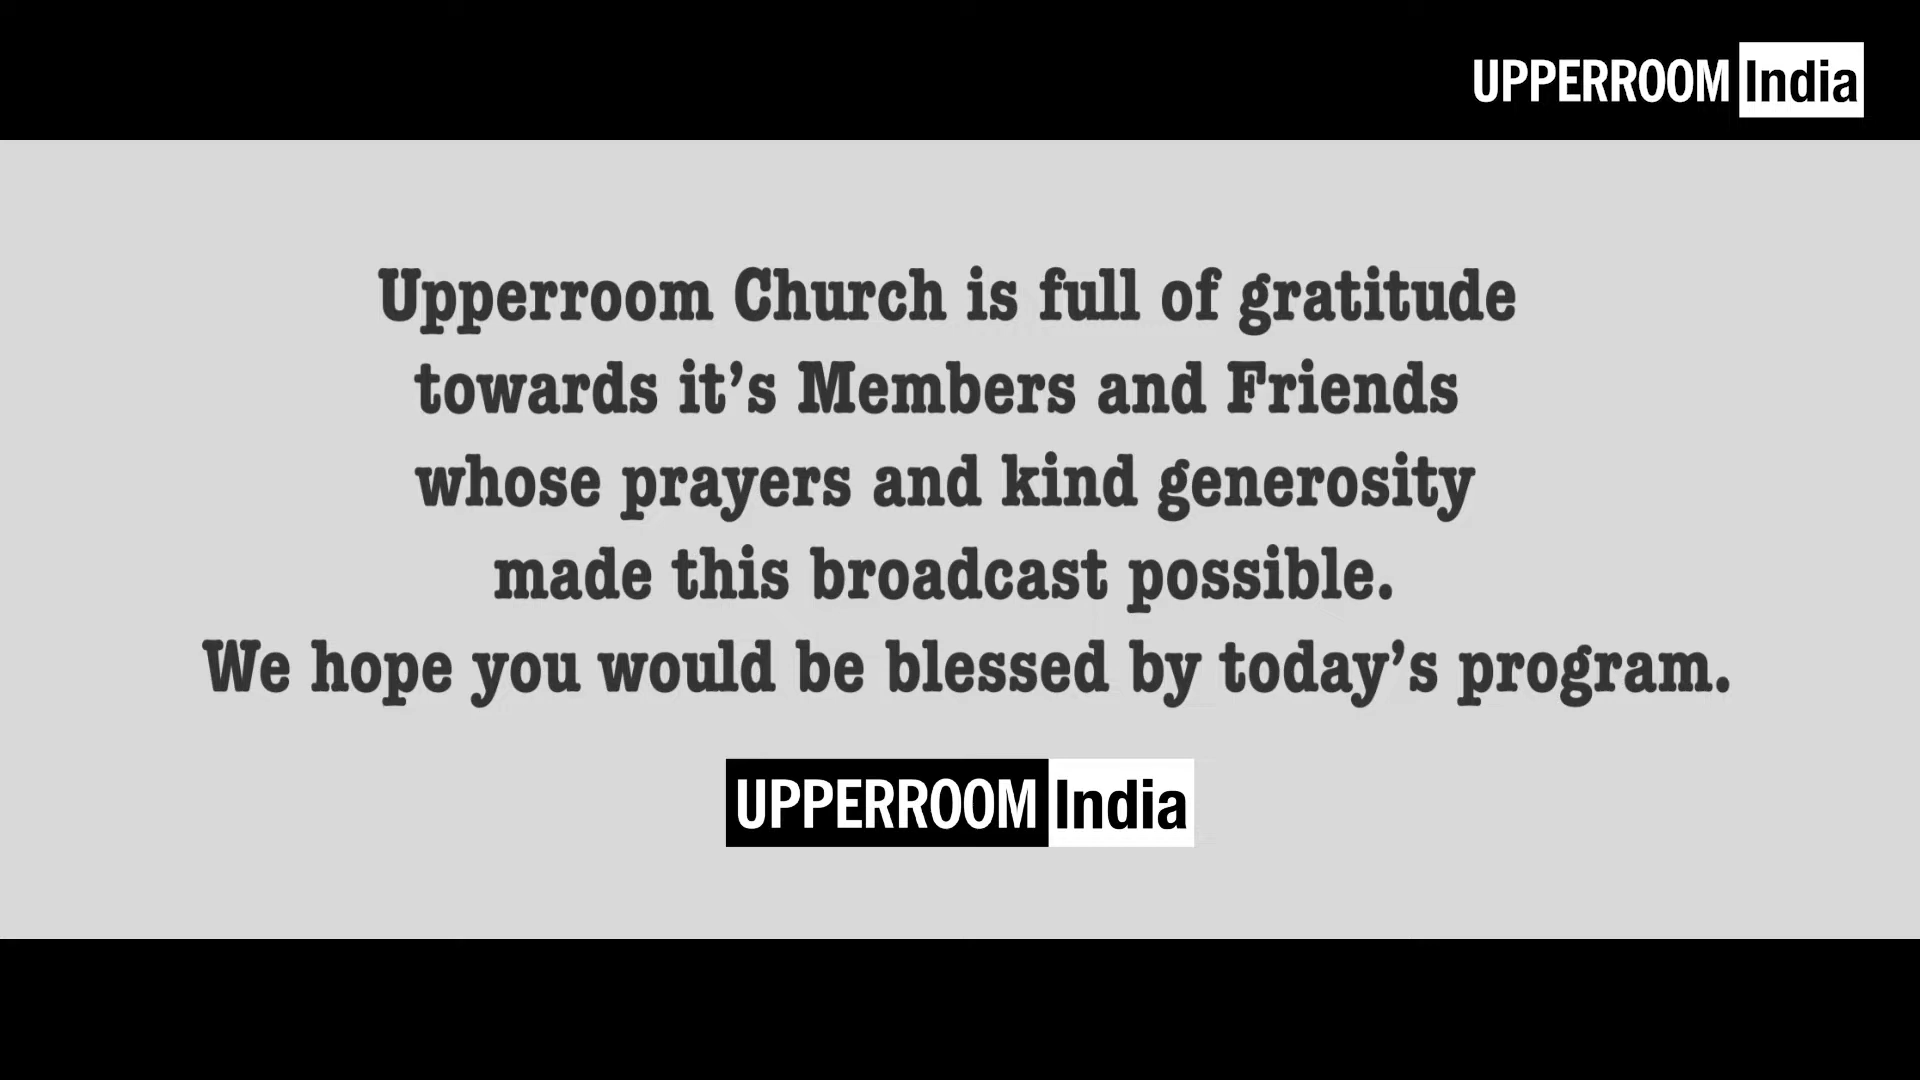 UPPERROOM India
Upperroom Church is full of gratitude
towards it’s Members and Friends
whose prayers and kind generosity
made this broadcast possible.
We hope you would be blessed by today’s program.
UPPERROOM India